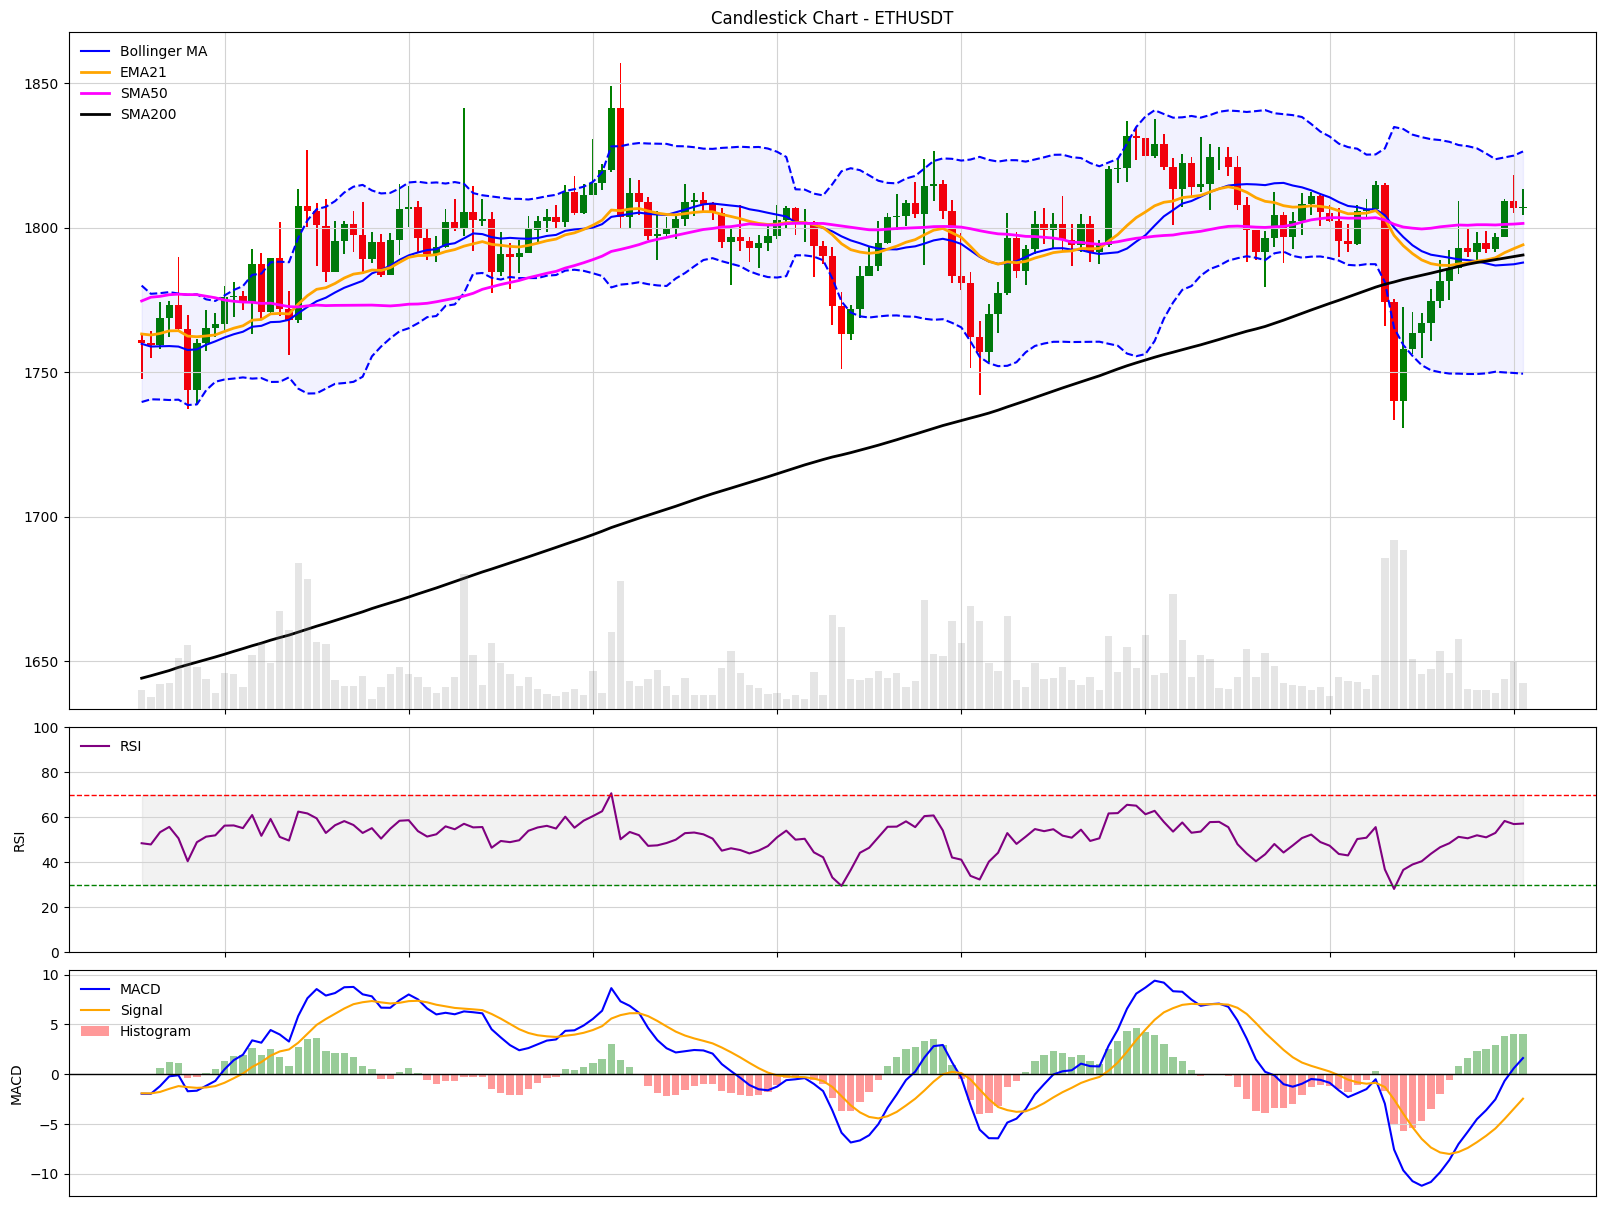 Candlestick Chart - ETHUSDT
Bollinger MA
EMA21
SMA50
SMA200
1850
1800
1750
1700
1650
RSI
100
80
60
40
20
0
RSI
MACD
Signal
Histogram
10
5
0
−5
−10
MACD